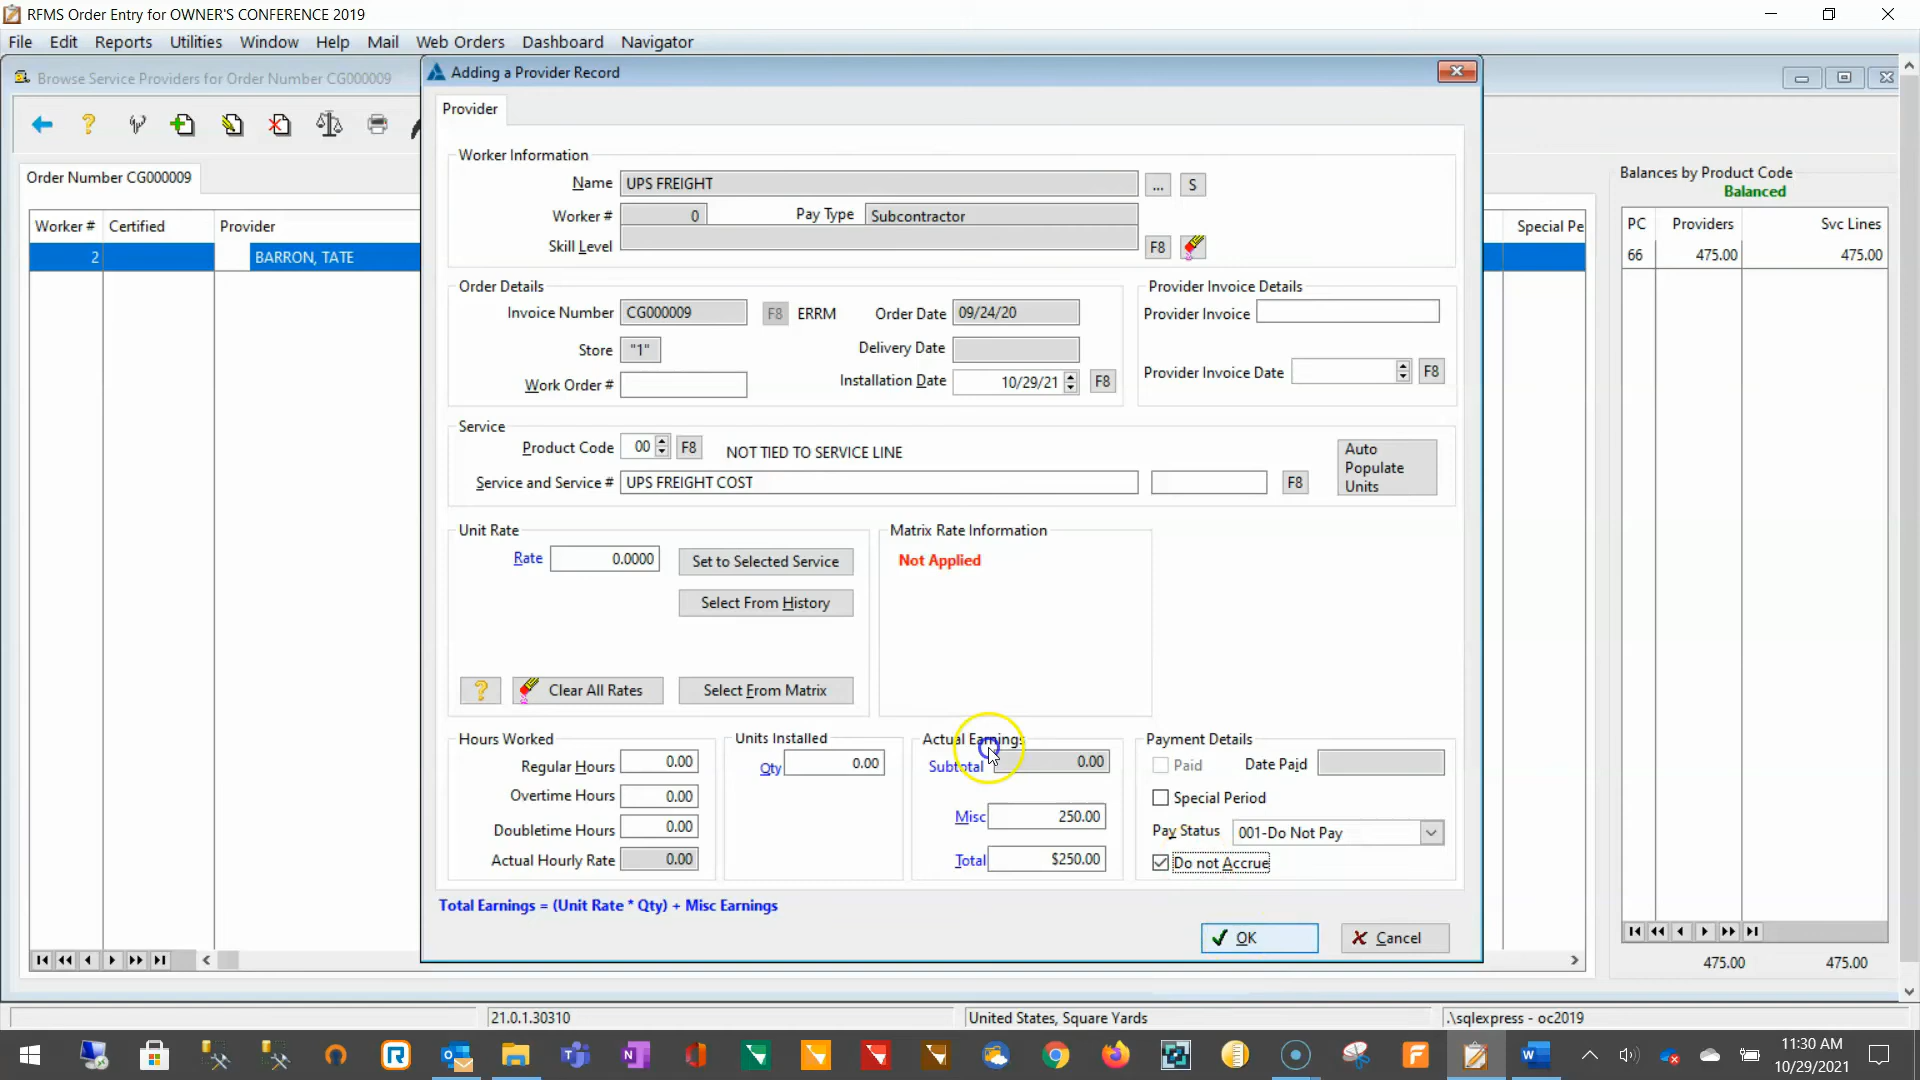 RFMS Order Entry for OWNER'S CONFERENCE 2019
File Edit Reports Utilities Window Help Mail Web Orders Dashboard Navigator
Browse Service Providers for Order Number CG000009
Adding a Provider Record
Provider
Order Number CG000009
Worker # Certified Provider
2 BARRON, TATE
Special Pe
Balances by Product Code
Balanced
PC Providers Svc Lines
66 475.00 475.00
475.00 475.00
Worker Information
Name UPS FREIGHT ... S
Worker # 0 Pay Type Subcontractor
Skill Level F8
Order Details
Invoice Number CG000009 F8 ERRM Order Date 09/24/20
Store "1" Delivery Date
Work Order # Installation Date 10/29/21 F8
Provider Invoice Details
Provider Invoice
Provider Invoice Date F8
Service
Product Code 00 F8 NOT TIED TO SERVICE LINE
Service and Service # UPS FREIGHT COST F8
Auto
Populate
Units
Unit Rate
Rate 0.0000 Set to Selected Service
Select From History
? Clear All Rates Select From Matrix
Matrix Rate Information
Not Applied
Hours Worked
Regular Hours 0.00
Overtime Hours 0.00
Doubletime Hours 0.00
Actual Hourly Rate 0.00
Units Installed
Qty 0.00
Actual Earnings
Subtotal 0.00
Misc 250.00
Total $250.00
Payment Details
Paid Date Paid
Special Period
Pay Status 001-Do Not Pay
Do not Accrue
Total Earnings = (Unit Rate * Qty) + Misc Earnings
OK Cancel
21.0.1.30310 United States, Square Yards .\sqlexpress - oc2019
11:30 AM
10/29/2021